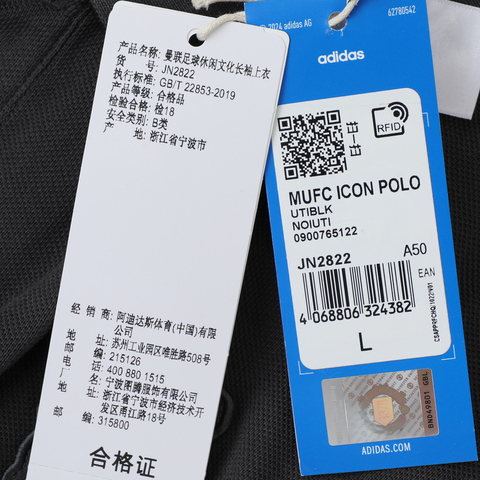 产品名称: 曼联足球休闲文化长袖上衣
货 号: JN2822
执行标准: GB/T 22853-2019
产品等级: 合格品
检验合格: 检18
安全类别: B类
产 地: 浙江省宁波市
经 销 商: 阿迪达斯体育(中国)有限
公司
地址: 苏州工业园区唯胜路508号
邮编: 215126
电话: 400 880 1515
厂名: 宁波图腾服饰有限公司
地址: 浙江省宁波市经济技术开
发区甬江路18号
邮编: 315800
合格证
© 2024 adidas AG
62780542
adidas
RFID
MUFC ICON POLO
UTIBLK
NOIUTI
0900765122
JN2822
A50
EAN
4068806324382
L
BND49801 GBL
ADIDAS.COM